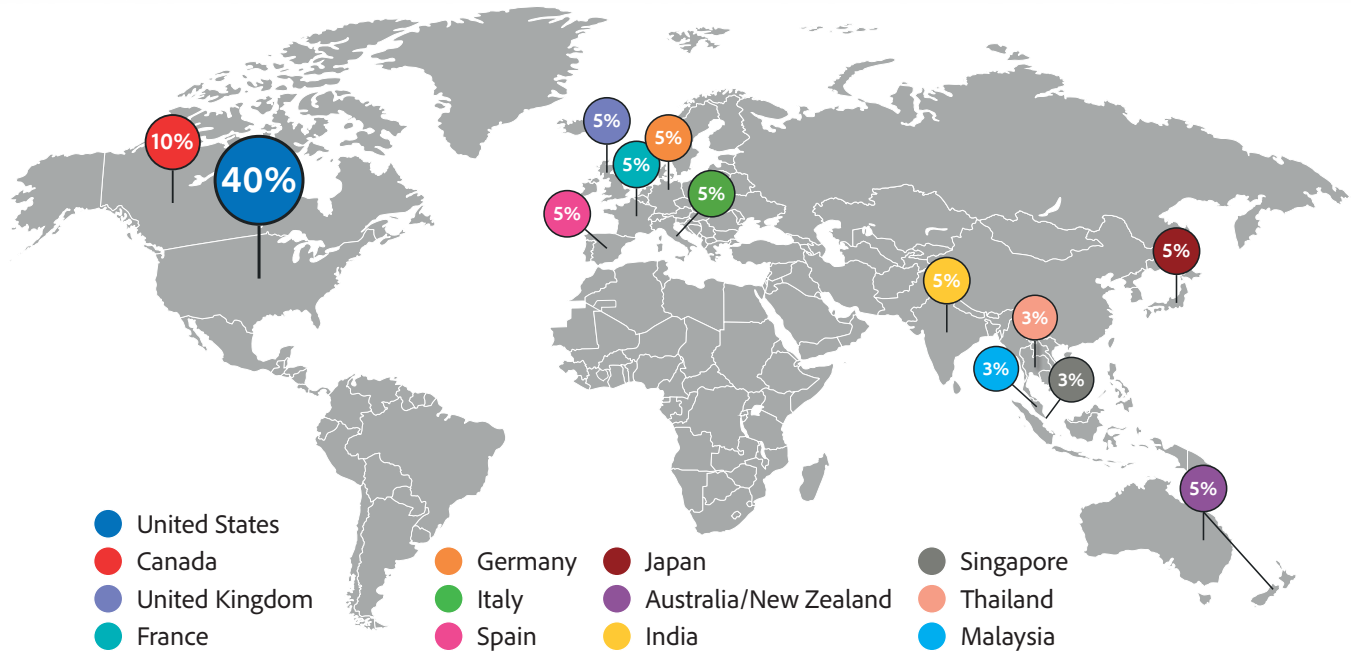 10%
40%
5%
5%
5%
5%
5%
5%
5%
3%
3%
3%
5%
United States
Canada
United Kingdom
France
Germany
Italy
Spain
Japan
Australia/New Zealand
India
Singapore
Thailand
Malaysia